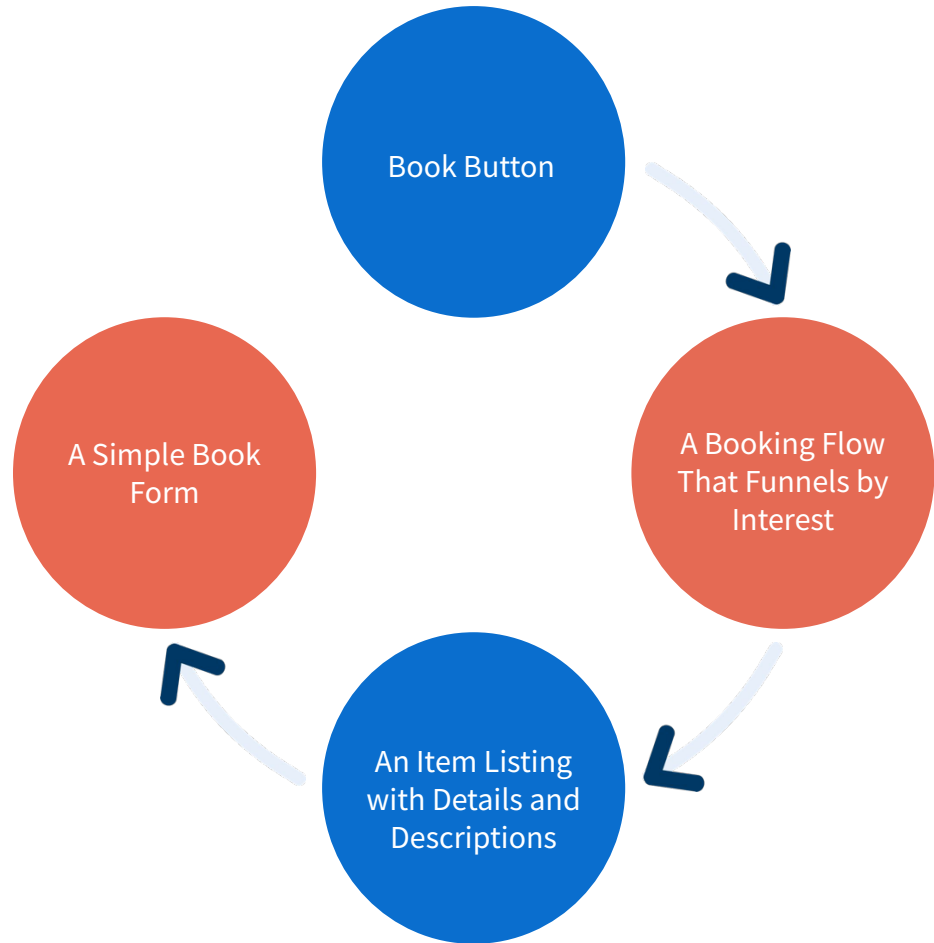 Book Button
A Booking Flow
That Funnels by
Interest
An Item Listing
with Details and
Descriptions
A Simple Book
Form